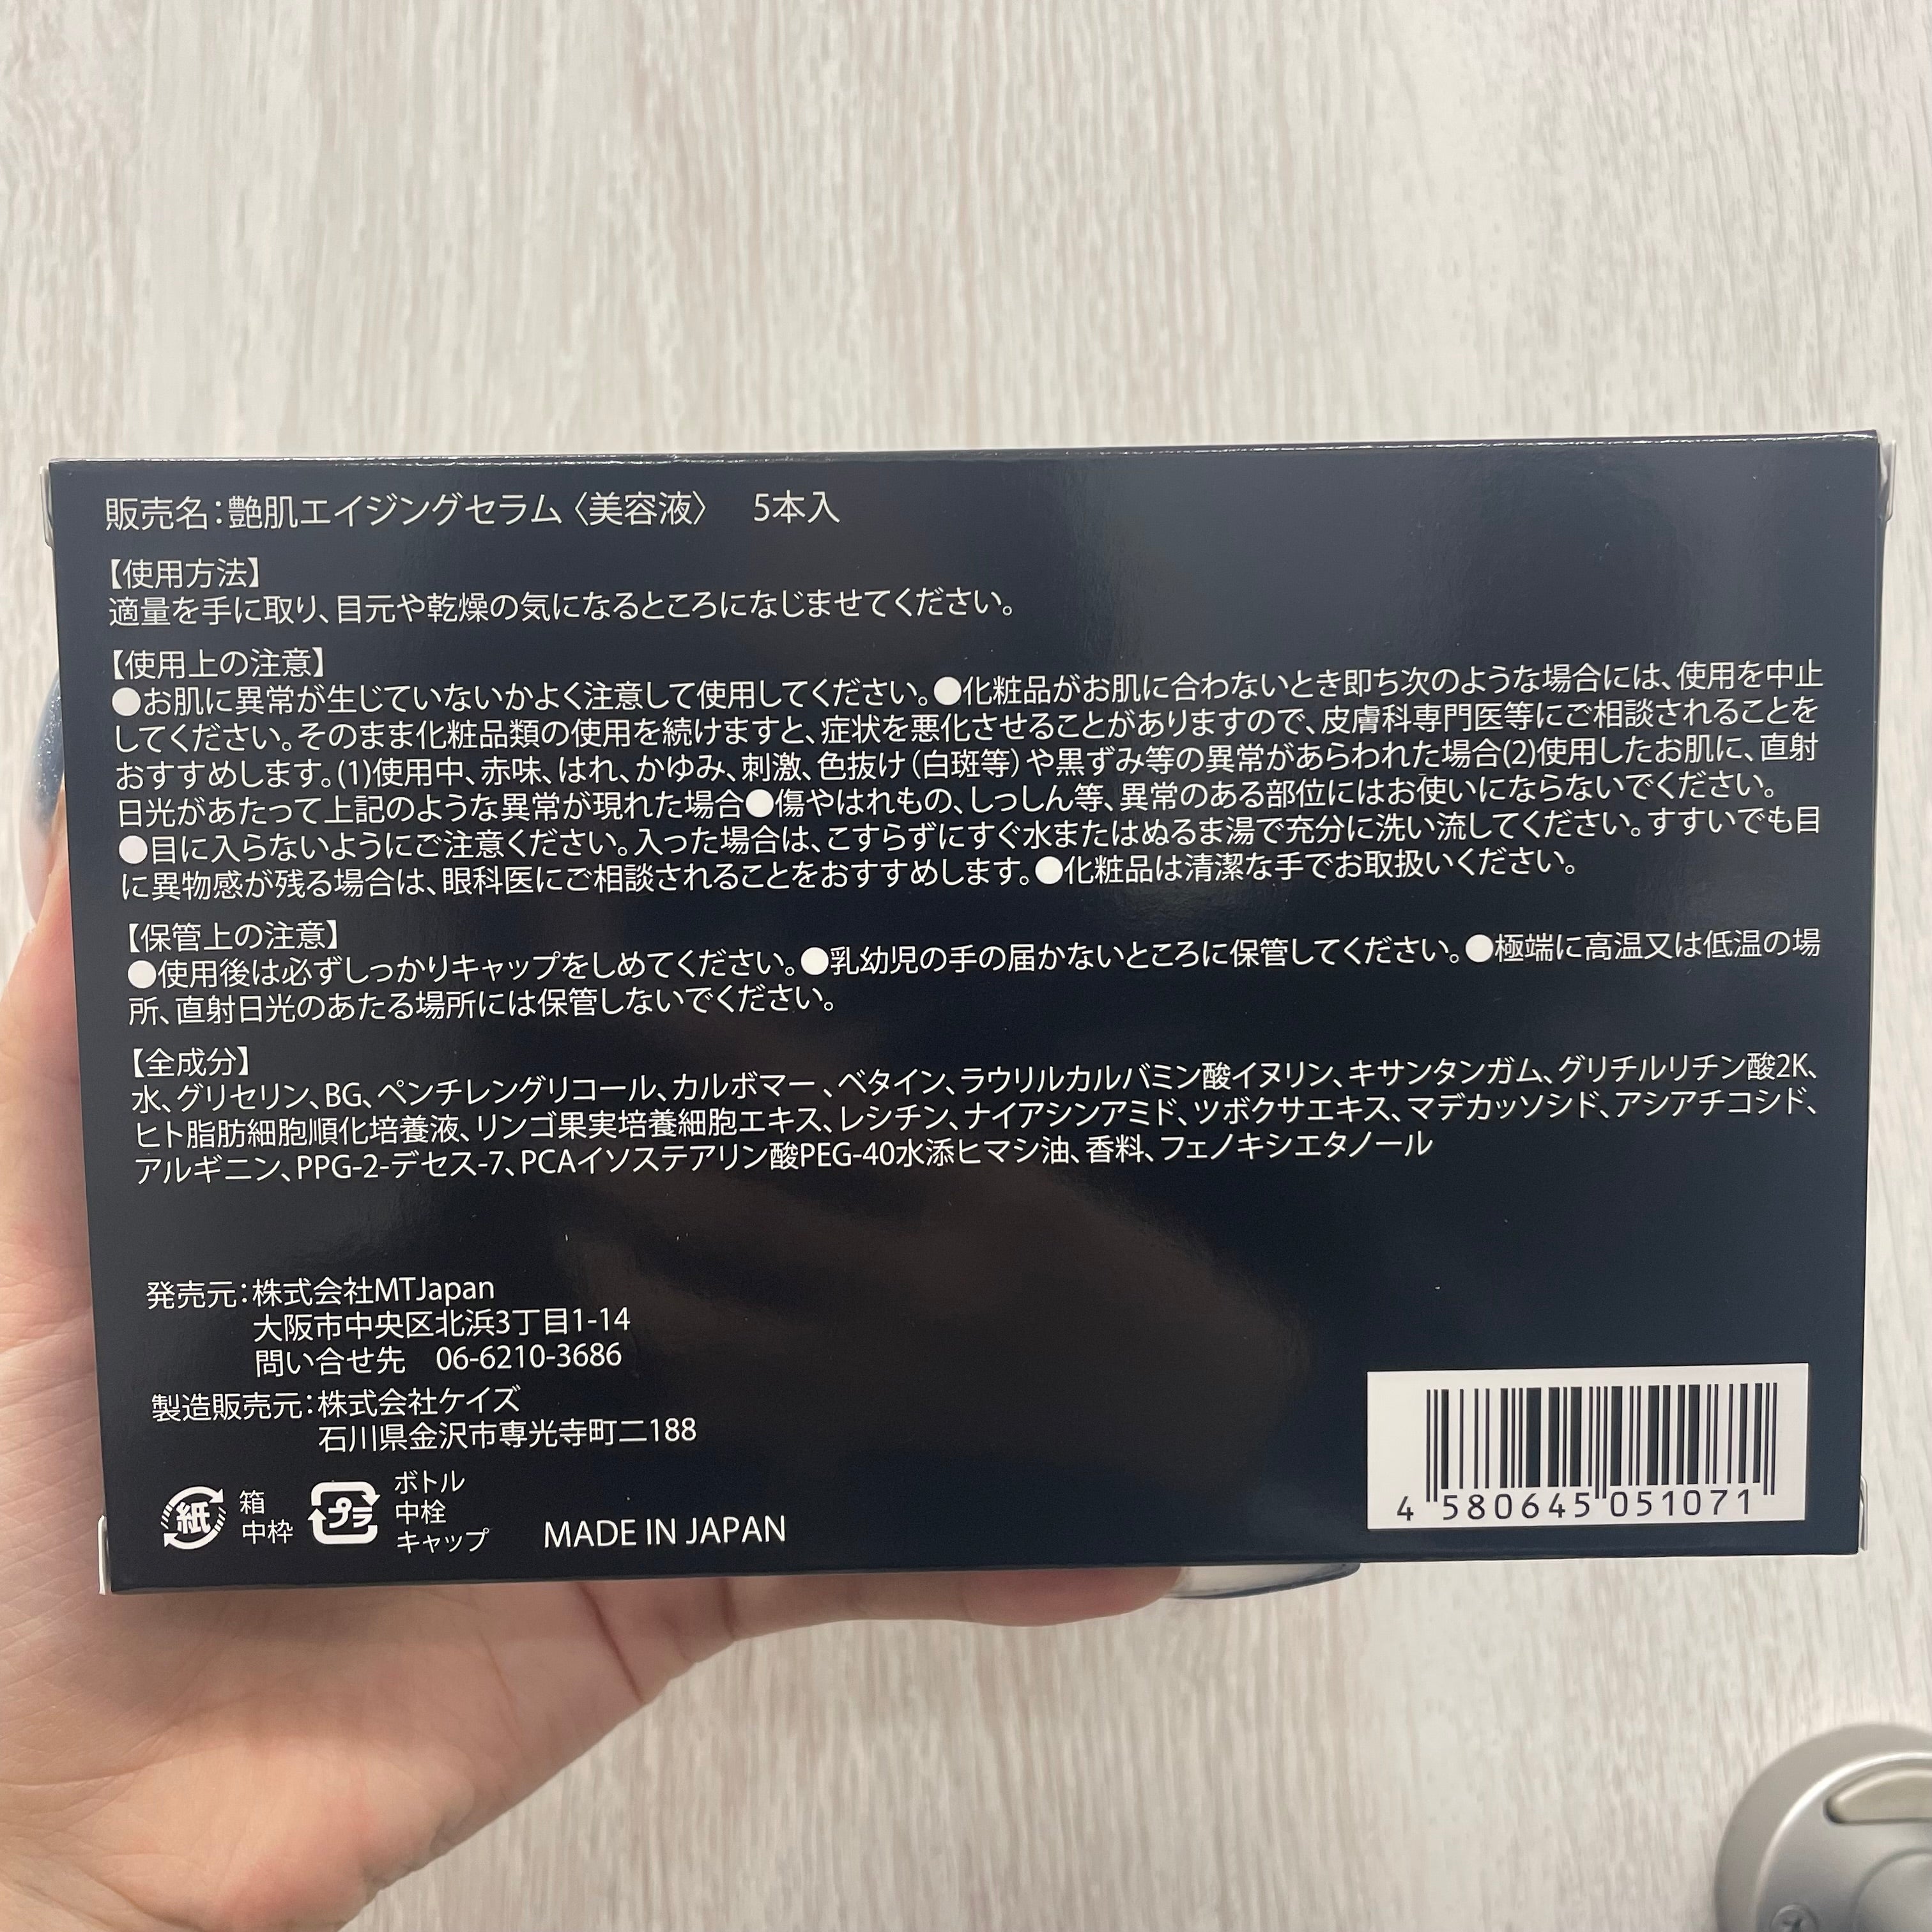 販売名：艶肌エイジングセラム〈美容液〉　5本入
【使用方法】
適量を手に取り、目元や乾燥の気になるところになじませてください。
【使用上の注意】
●お肌に異常が生じていないかよく注意して使用してください。●化粧品がお肌に合わないとき即ち次のような場合には、使用を中止
してください。そのまま化粧品類の使用を続けますと、症状を悪化させることがありますので、皮膚科専門医等にご相談されることを
おすすめします。(1)使用中、赤味、はれ、かゆみ、刺激、色抜け（白斑等）や黒ずみ等の異常があらわれた場合(2)使用したお肌に、直射
日光があたって上記のような異常が現れた場合●傷やはれもの、しっしん等、異常のある部位にはお使いにならないでください。
●目に入らないようにご注意ください。入った場合は、こすらずにすぐ水またはぬるま湯で充分に洗い流してください。すすいでも目
に異物感が残る場合は、眼科医にご相談されることをおすすめします。●化粧品は清潔な手でお取扱いください。
【保管上の注意】
●使用後は必ずしっかりキャップをしめてください。●乳幼児の手の届かないところに保管してください。●極端に高温又は低温の場
所、直射日光のあたる場所には保管しないでください。
【全成分】
水、グリセリン、BG、ペンチレングリコール、カルボマー、ベタイン、ラウリルカルバミン酸イヌリン、キサンタンガム、グリチルリチン酸2K、
ヒト脂肪細胞順化培養液、リンゴ果実培養細胞エキス、レシチン、ナイアシンアミド、ツボクサエキス、マデカッソシド、アシアチコシド、
アルギニン、PPG-2-デセス-7、PCAイソステアリン酸PEG-40水添ヒマシ油、香料、フェノキシエタノール
発売元：株式会社MTJapan
大阪市中央区北浜3丁目1-14
問い合せ先　06-6210-3686
製造販売元：株式会社ケイズ
石川県金沢市専光寺町二188
紙 箱 中枠 プラ ボトル 中栓 キャップ
MADE IN JAPAN
4 580645 051071